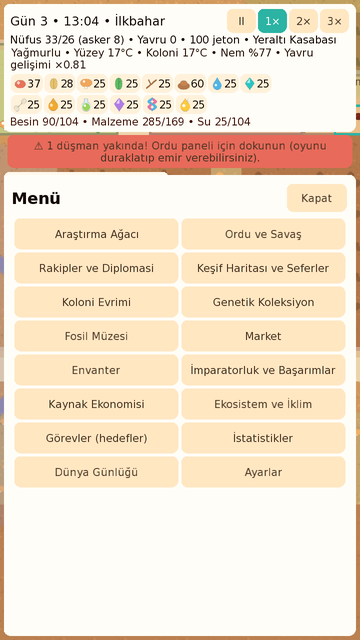 Gün 3 • 13:04 • İlkbahar
II
1×
2×
3×
Nüfus 33/26 (asker 8) • Yavru 0 • 100 jeton • Yeraltı Kasabası
Yağmurlu • Yüzey 17°C • Koloni 17°C • Nem %77 • Yavru
gelişimi ×0.81
37 28 25 25 25 60 25 25
25 25 25 25 25 25
Besin 90/104 • Malzeme 285/169 • Su 25/104
⚠ 1 düşman yakında! Ordu paneli için dokunun (oyunu
duraklatıp emir verebilirsiniz).
Menü
Kapat
Araştırma Ağacı
Ordu ve Savaş
Rakipler ve Diplomasi
Keşif Haritası ve Seferler
Koloni Evrimi
Genetik Koleksiyon
Fosil Müzesi
Market
Envanter
İmparatorluk ve Başarımlar
Kaynak Ekonomisi
Ekosistem ve İklim
Görevler (hedefler)
İstatistikler
Dünya Günlüğü
Ayarlar